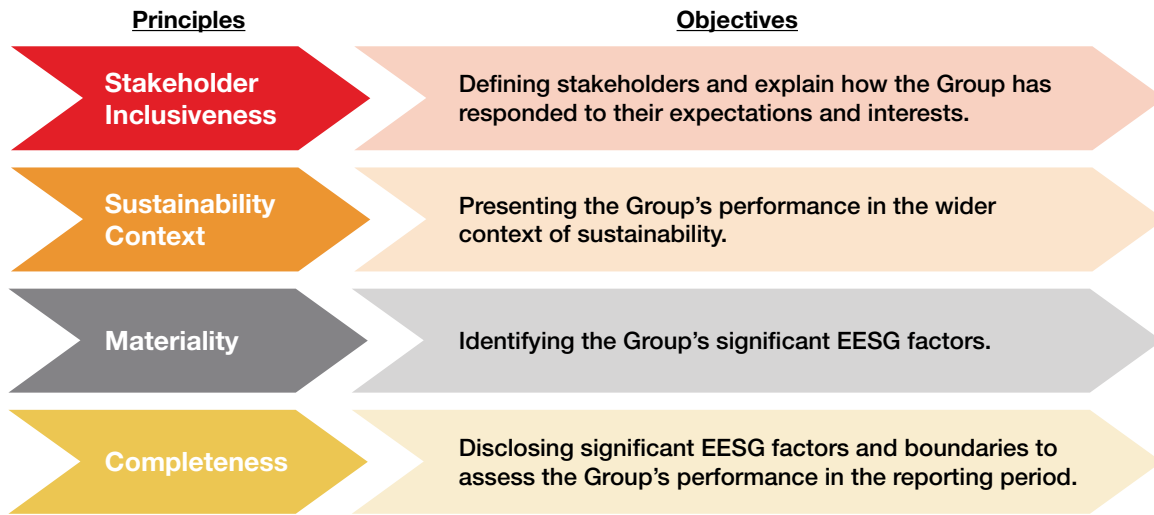 Principles
Objectives
Stakeholder
Inclusiveness
Defining stakeholders and explain how the Group has
responded to their expectations and interests.
Sustainability
Context
Presenting the Group’s performance in the wider
context of sustainability.
Materiality
Identifying the Group’s significant EESG factors.
Completeness
Disclosing significant EESG factors and boundaries to
assess the Group’s performance in the reporting period.